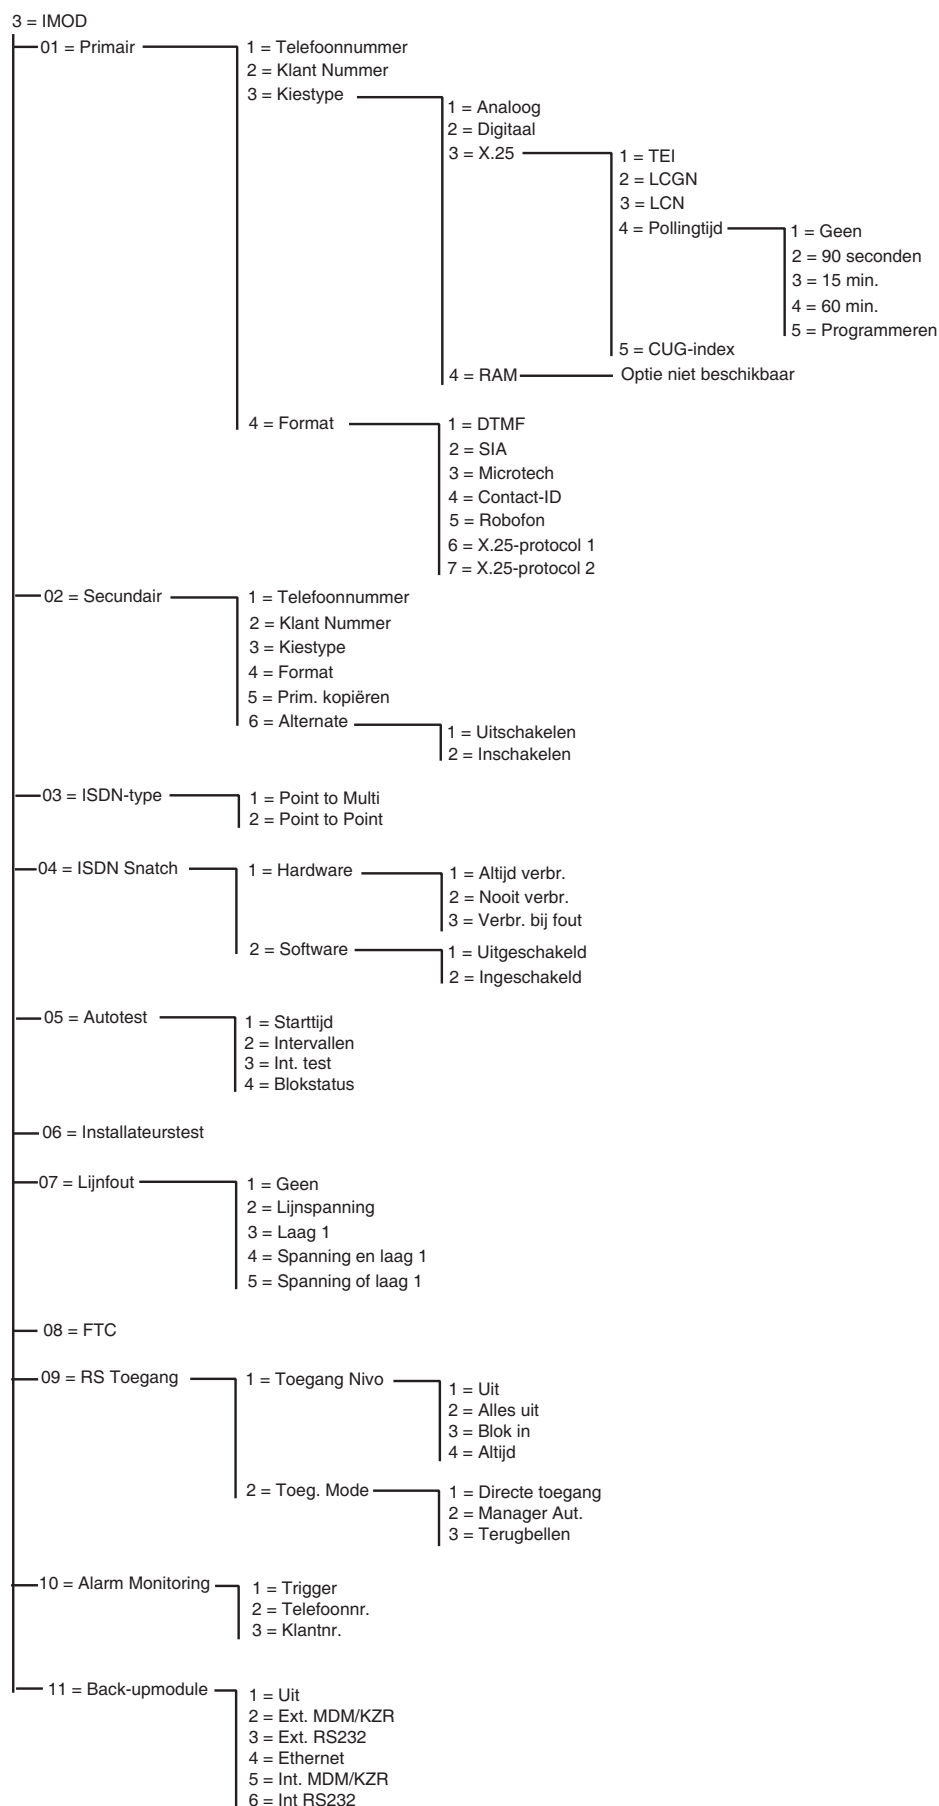 3 = IMOD
01 = Primair
1 = Telefoonnummer
2 = Klant Nummer
3 = Kiestype
1 = Analoog
2 = Digitaal
3 = X.25
1 = TEI
2 = LCGN
3 = LCN
4 = Pollingtijd
1 = Geen
2 = 90 seconden
3 = 15 min.
4 = 60 min.
5 = Programmeren
5 = CUG-index
4 = RAM
Optie niet beschikbaar
4 = Format
1 = DTMF
2 = SIA
3 = Microtech
4 = Contact-ID
5 = Robofon
6 = X.25-protocol 1
7 = X.25-protocol 2
02 = Secundair
1 = Telefoonnummer
2 = Klant Nummer
3 = Kiestype
4 = Format
5 = Prim. kopiëren
6 = Alternate
1 = Uitschakelen
2 = Inschakelen
03 = ISDN-type
1 = Point to Multi
2 = Point to Point
04 = ISDN Snatch
1 = Hardware
1 = Altijd verbr.
2 = Nooit verbr.
3 = Verbr. bij fout
2 = Software
1 = Uitgeschakeld
2 = Ingeschakeld
05 = Autotest
1 = Starttijd
2 = Intervallen
3 = Int. test
4 = Blokstatus
06 = Installateurstest
07 = Lijnfout
1 = Geen
2 = Lijnspanning
3 = Laag 1
4 = Spanning en laag 1
5 = Spanning of laag 1
08 = FTC
09 = RS Toegang
1 = Toegang Nivo
1 = Uit
2 = Alles uit
3 = Blok in
4 = Altijd
2 = Toeg. Mode
1 = Directe toegang
2 = Manager Aut.
3 = Terugbellen
10 = Alarm Monitoring
1 = Trigger
2 = Telefoonnr.
3 = Klantnr.
11 = Back-upmodule
1 = Uit
2 = Ext. MDM/KZR
3 = Ext. RS232
4 = Ethernet
5 = Int. MDM/KZR
6 = Int RS232